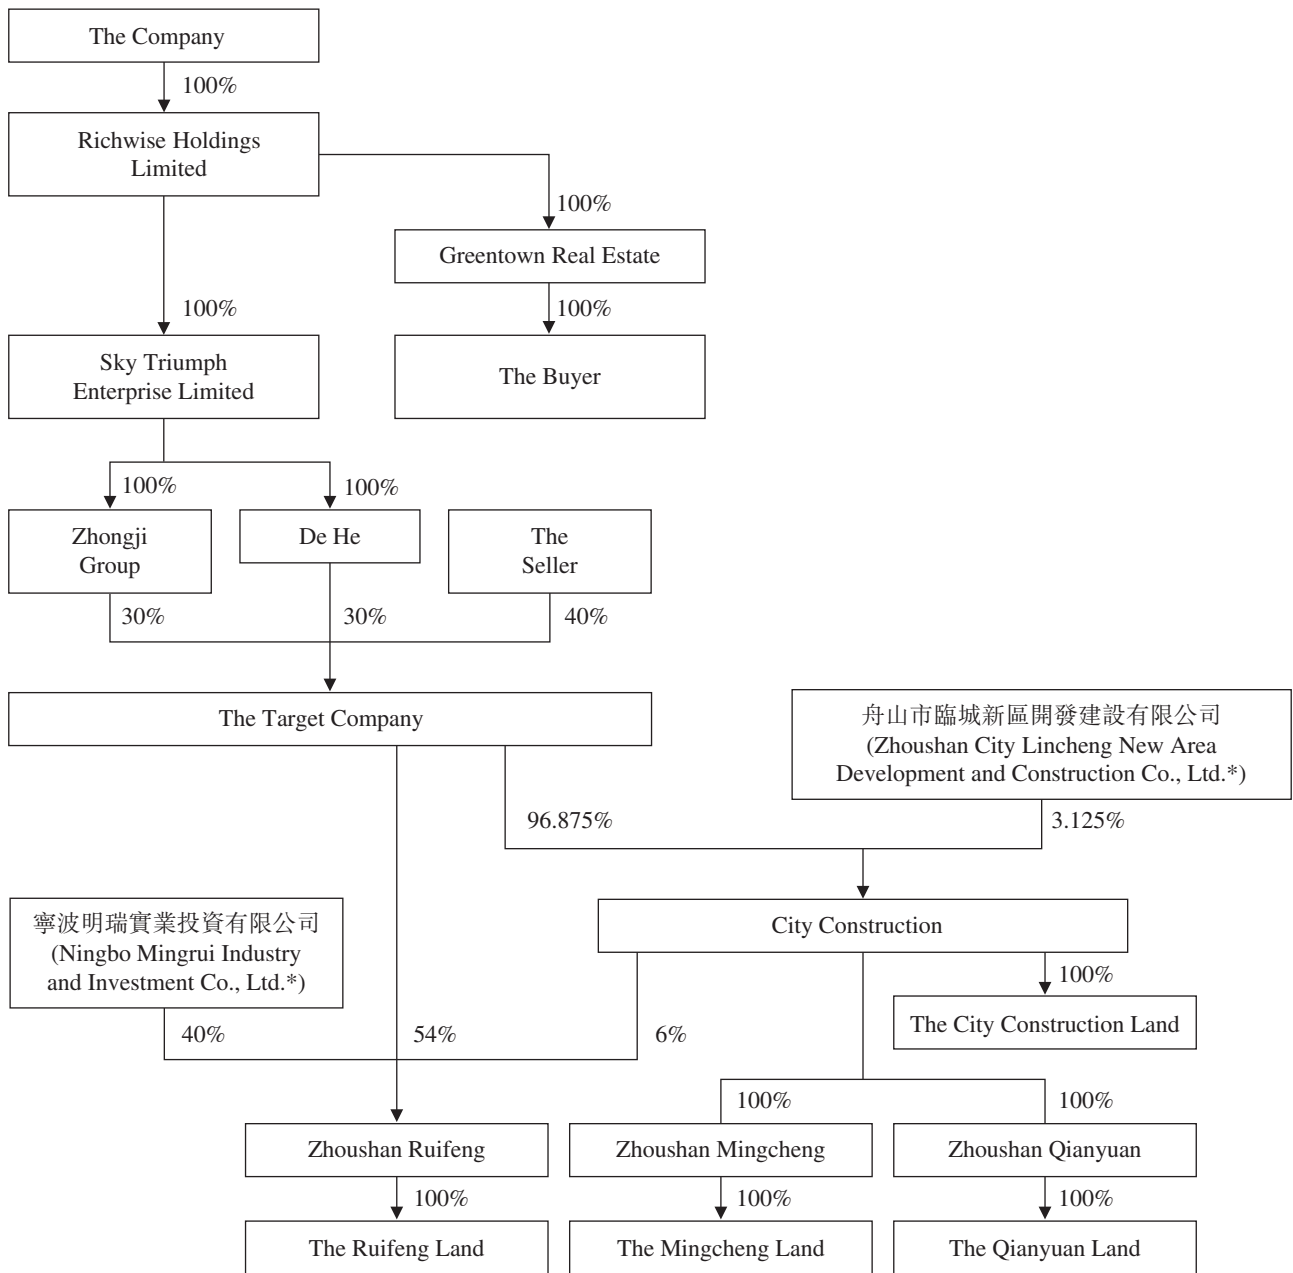 The Company
100%
Richwise Holdings
Limited
100%
Greentown Real Estate
100%
100%
Sky Triumph
Enterprise Limited
The Buyer
100%
100%
Zhongji
Group
De He
The
Seller
30%
30%
40%
The Target Company
舟山市臨城新區開發建設有限公司
(Zhoushan City Lincheng New Area
Development and Construction Co., Ltd.*)
96.875%
3.125%
寧波明瑞實業投資有限公司
(Ningbo Mingrui Industry
and Investment Co., Ltd.*)
City Construction
100%
The City Construction Land
40%
54%
6%
100%
100%
Zhoushan Ruifeng
Zhoushan Mingcheng
Zhoushan Qianyuan
100%
100%
100%
The Ruifeng Land
The Mingcheng Land
The Qianyuan Land